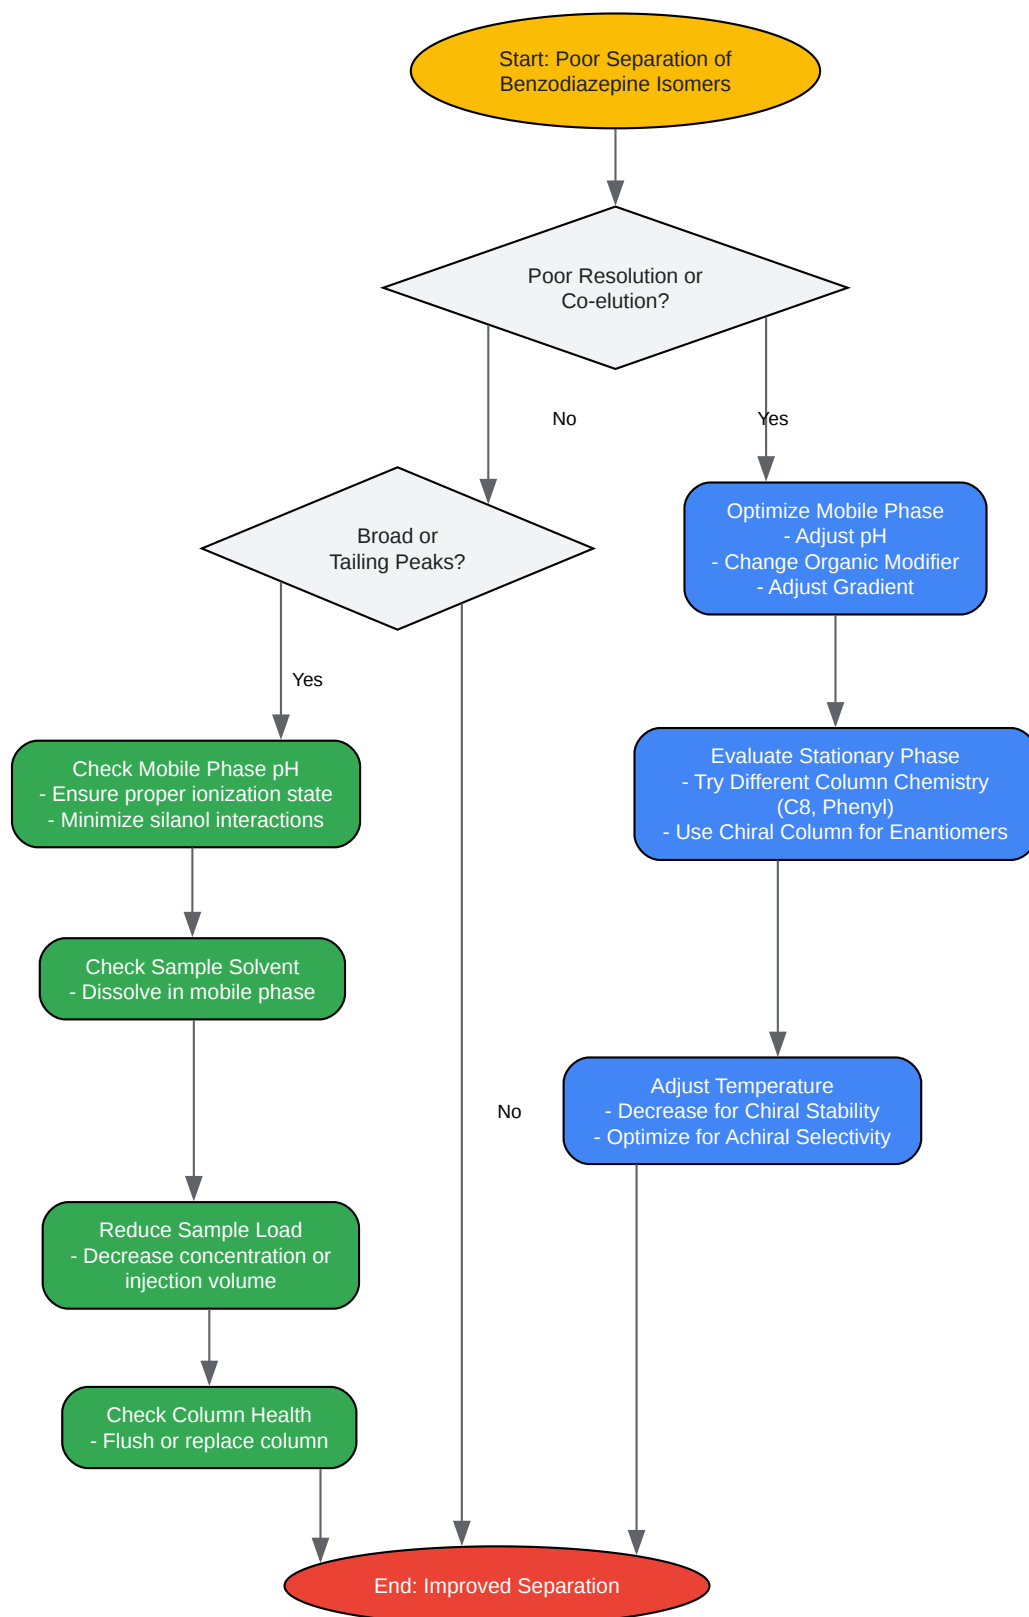 Start: Poor Separation of
Benzodiazepine Isomers
Poor Resolution or
Co-elution?
No
Yes
Broad or
Tailing Peaks?
Optimize Mobile Phase
- Adjust pH
- Change Organic Modifier
- Adjust Gradient
Yes
Check Mobile Phase pH
- Ensure proper ionization state
- Minimize silanol interactions
Evaluate Stationary Phase
- Try Different Column Chemistry
(C8, Phenyl)
- Use Chiral Column for Enantiomers
Check Sample Solvent
- Dissolve in mobile phase
No
Adjust Temperature
- Decrease for Chiral Stability
- Optimize for Achiral Selectivity
Reduce Sample Load
- Decrease concentration or
injection volume
Check Column Health
- Flush or replace column
End: Improved Separation